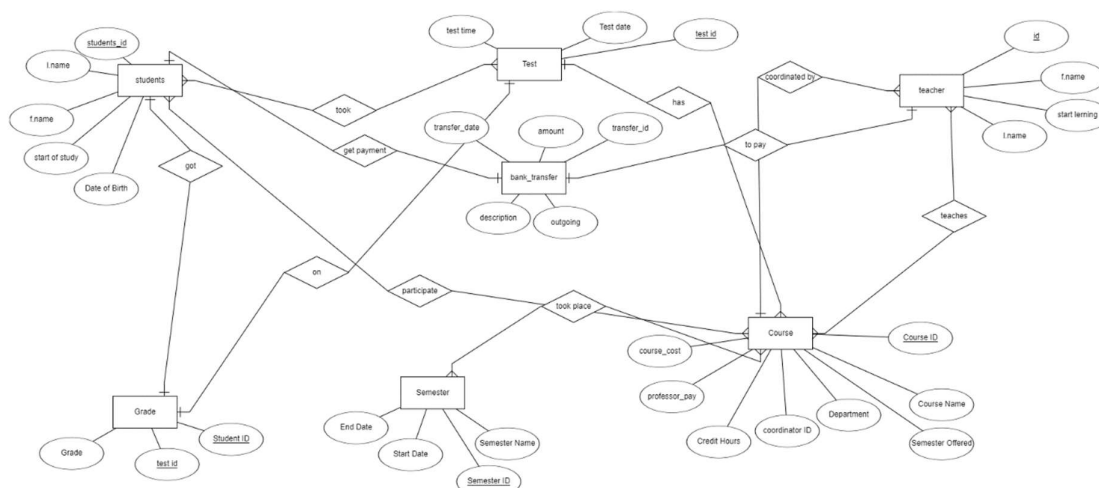 students_id
l.name
students
f.name
start of study
Date of Birth
got
took
get payment
test time
Test date
test id
Test
transfer_date
amount
transfer_id
bank_transfer
description
outgoing
has
coordinated by
to pay
id
teacher
f.name
start lerning
l.name
teaches
on
participate
took place
Course
Course ID
course_cost
professor_pay
Credit Hours
coordinator ID
Department
Course Name
Semester Offered
Semester
End Date
Start Date
Semester Name
Semester ID
Grade
Grade
test id
Student ID